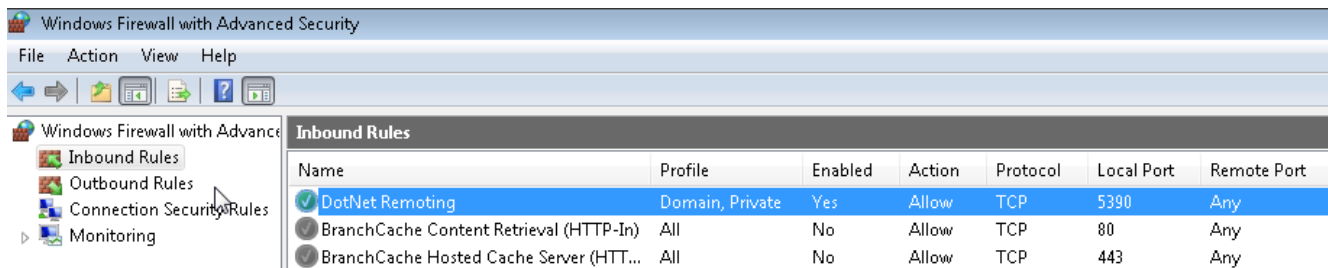 Windows Firewall with Advanced Security
File Action View Help
Windows Firewall with Advance
Inbound Rules
Outbound Rules
Connection Security Rules
Monitoring
Inbound Rules
Name Profile Enabled Action Protocol Local Port Remote Port
DotNet Remoting Domain, Private Yes Allow TCP 5390 Any
BranchCache Content Retrieval (HTTP-In) All No Allow TCP 80 Any
BranchCache Hosted Cache Server (HTT... All No Allow TCP 443 Any